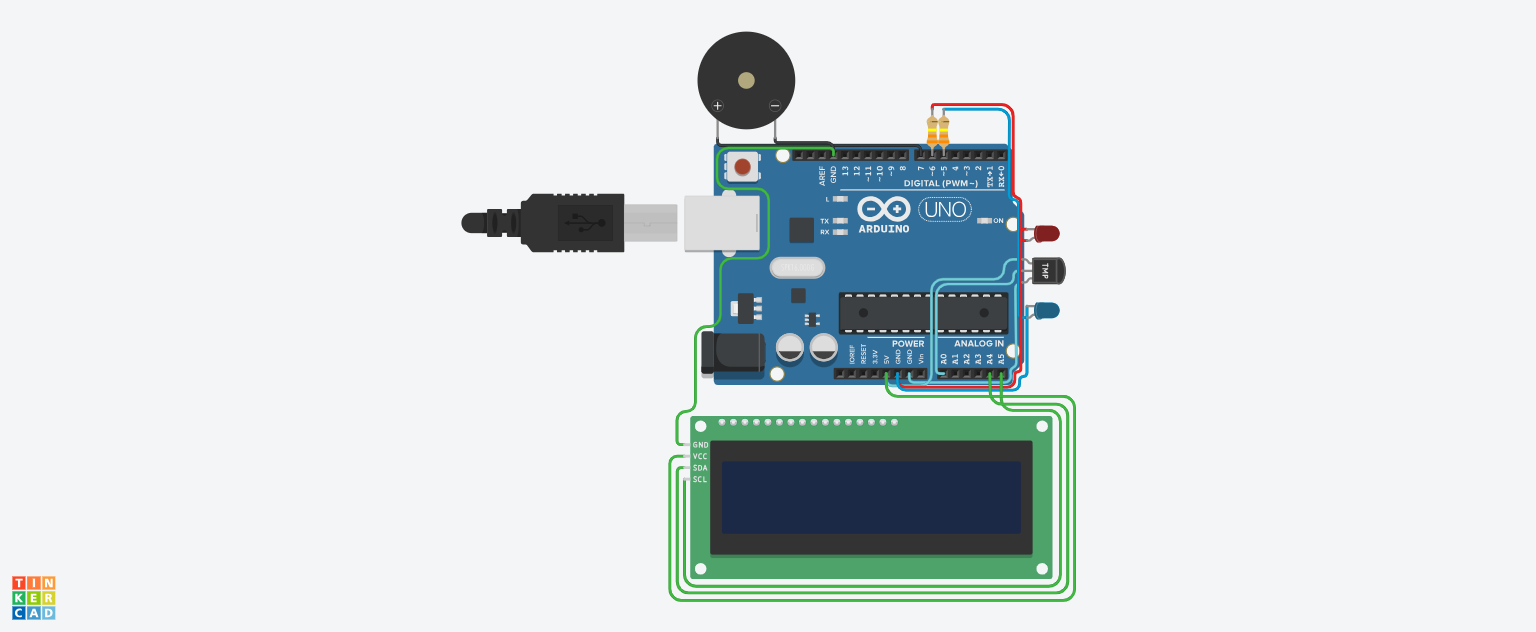 + −
AREF
GND
13
12
~11
~10
~9
8
7
~6
~5
4
~3
2
TX→1
RX←0
DIGITAL (PWM~)
L
TX
RX
ARDUINO
UNO
ON
TMP
POWER
ANALOG IN
IOREF
RESET
3.3V
5V
GND
GND
Vin
A0
A1
A2
A3
A4
A5
GND
VCC
SDA
SCL
TIN
KER
CAD